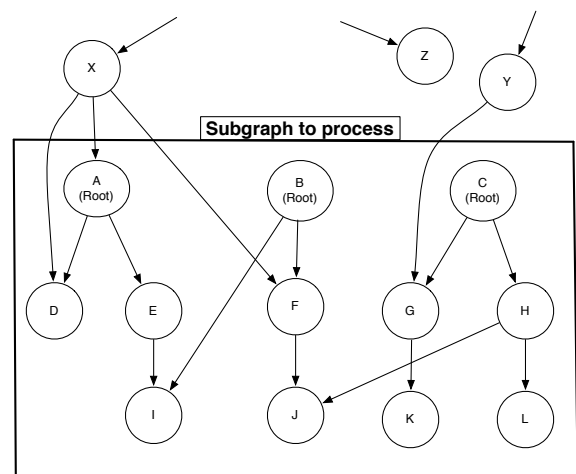 Z
X
Y
Subgraph to process
A
(Root)
B
(Root)
C
(Root)
D
E
F
G
H
I
J
K
L